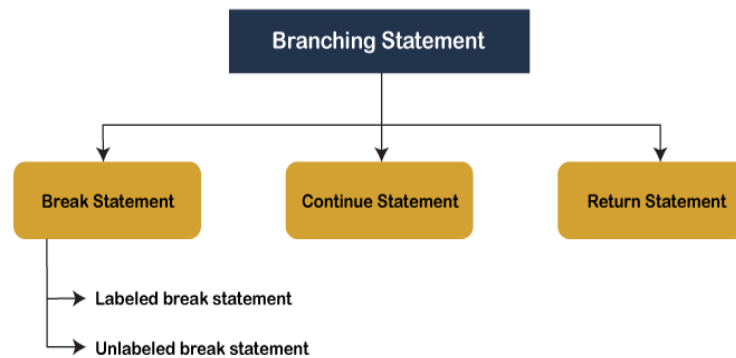 Branching Statement
Break Statement
Continue Statement
Return Statement
Labeled break statement
Unlabeled break statement